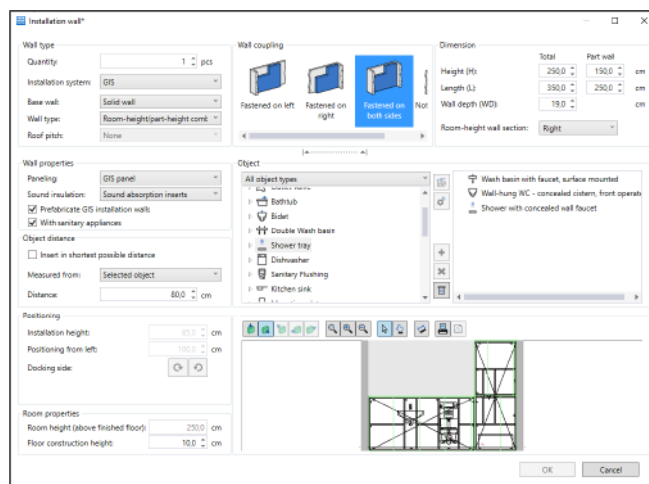 Installation wall*
Wall type
Quantity: 1 pcs
Installation system: GIS
Base wall: Solid wall
Wall type: Room-height/part-height comb
Roof pitch: None
Wall coupling
Fastened on left
Fastened on right
Fastened on both sides
Not
Dimension
Total Part wall
Height (H): 250,0 150,0 cm
Length (L): 350,0 250,0 cm
Wall depth (WD): 19,0 cm
Room-height wall section: Right
Wall properties
Paneling: GIS panel
Sound insulation: Sound absorption inserts
Prefabricate GIS installation walls
With sanitary appliances
Object distance
Insert in shortest possible distance
Measured from: Selected object
Distance: 80,0 cm
Object
All object types
Bathtub
Bidet
Double Wash basin
Shower tray
Dishwasher
Sanitary Flushing
Kitchen sink
Wash basin with faucet, surface mounted
Wall-hung WC - concealed cistern, front operate
Shower with concealed wall faucet
Positioning
Installation height: 85,0 cm
Positioning from left: 100,0 cm
Docking side:
Room properties
Room height (above finished floor): 250,0 cm
Floor construction height: 10,0 cm
OK Cancel